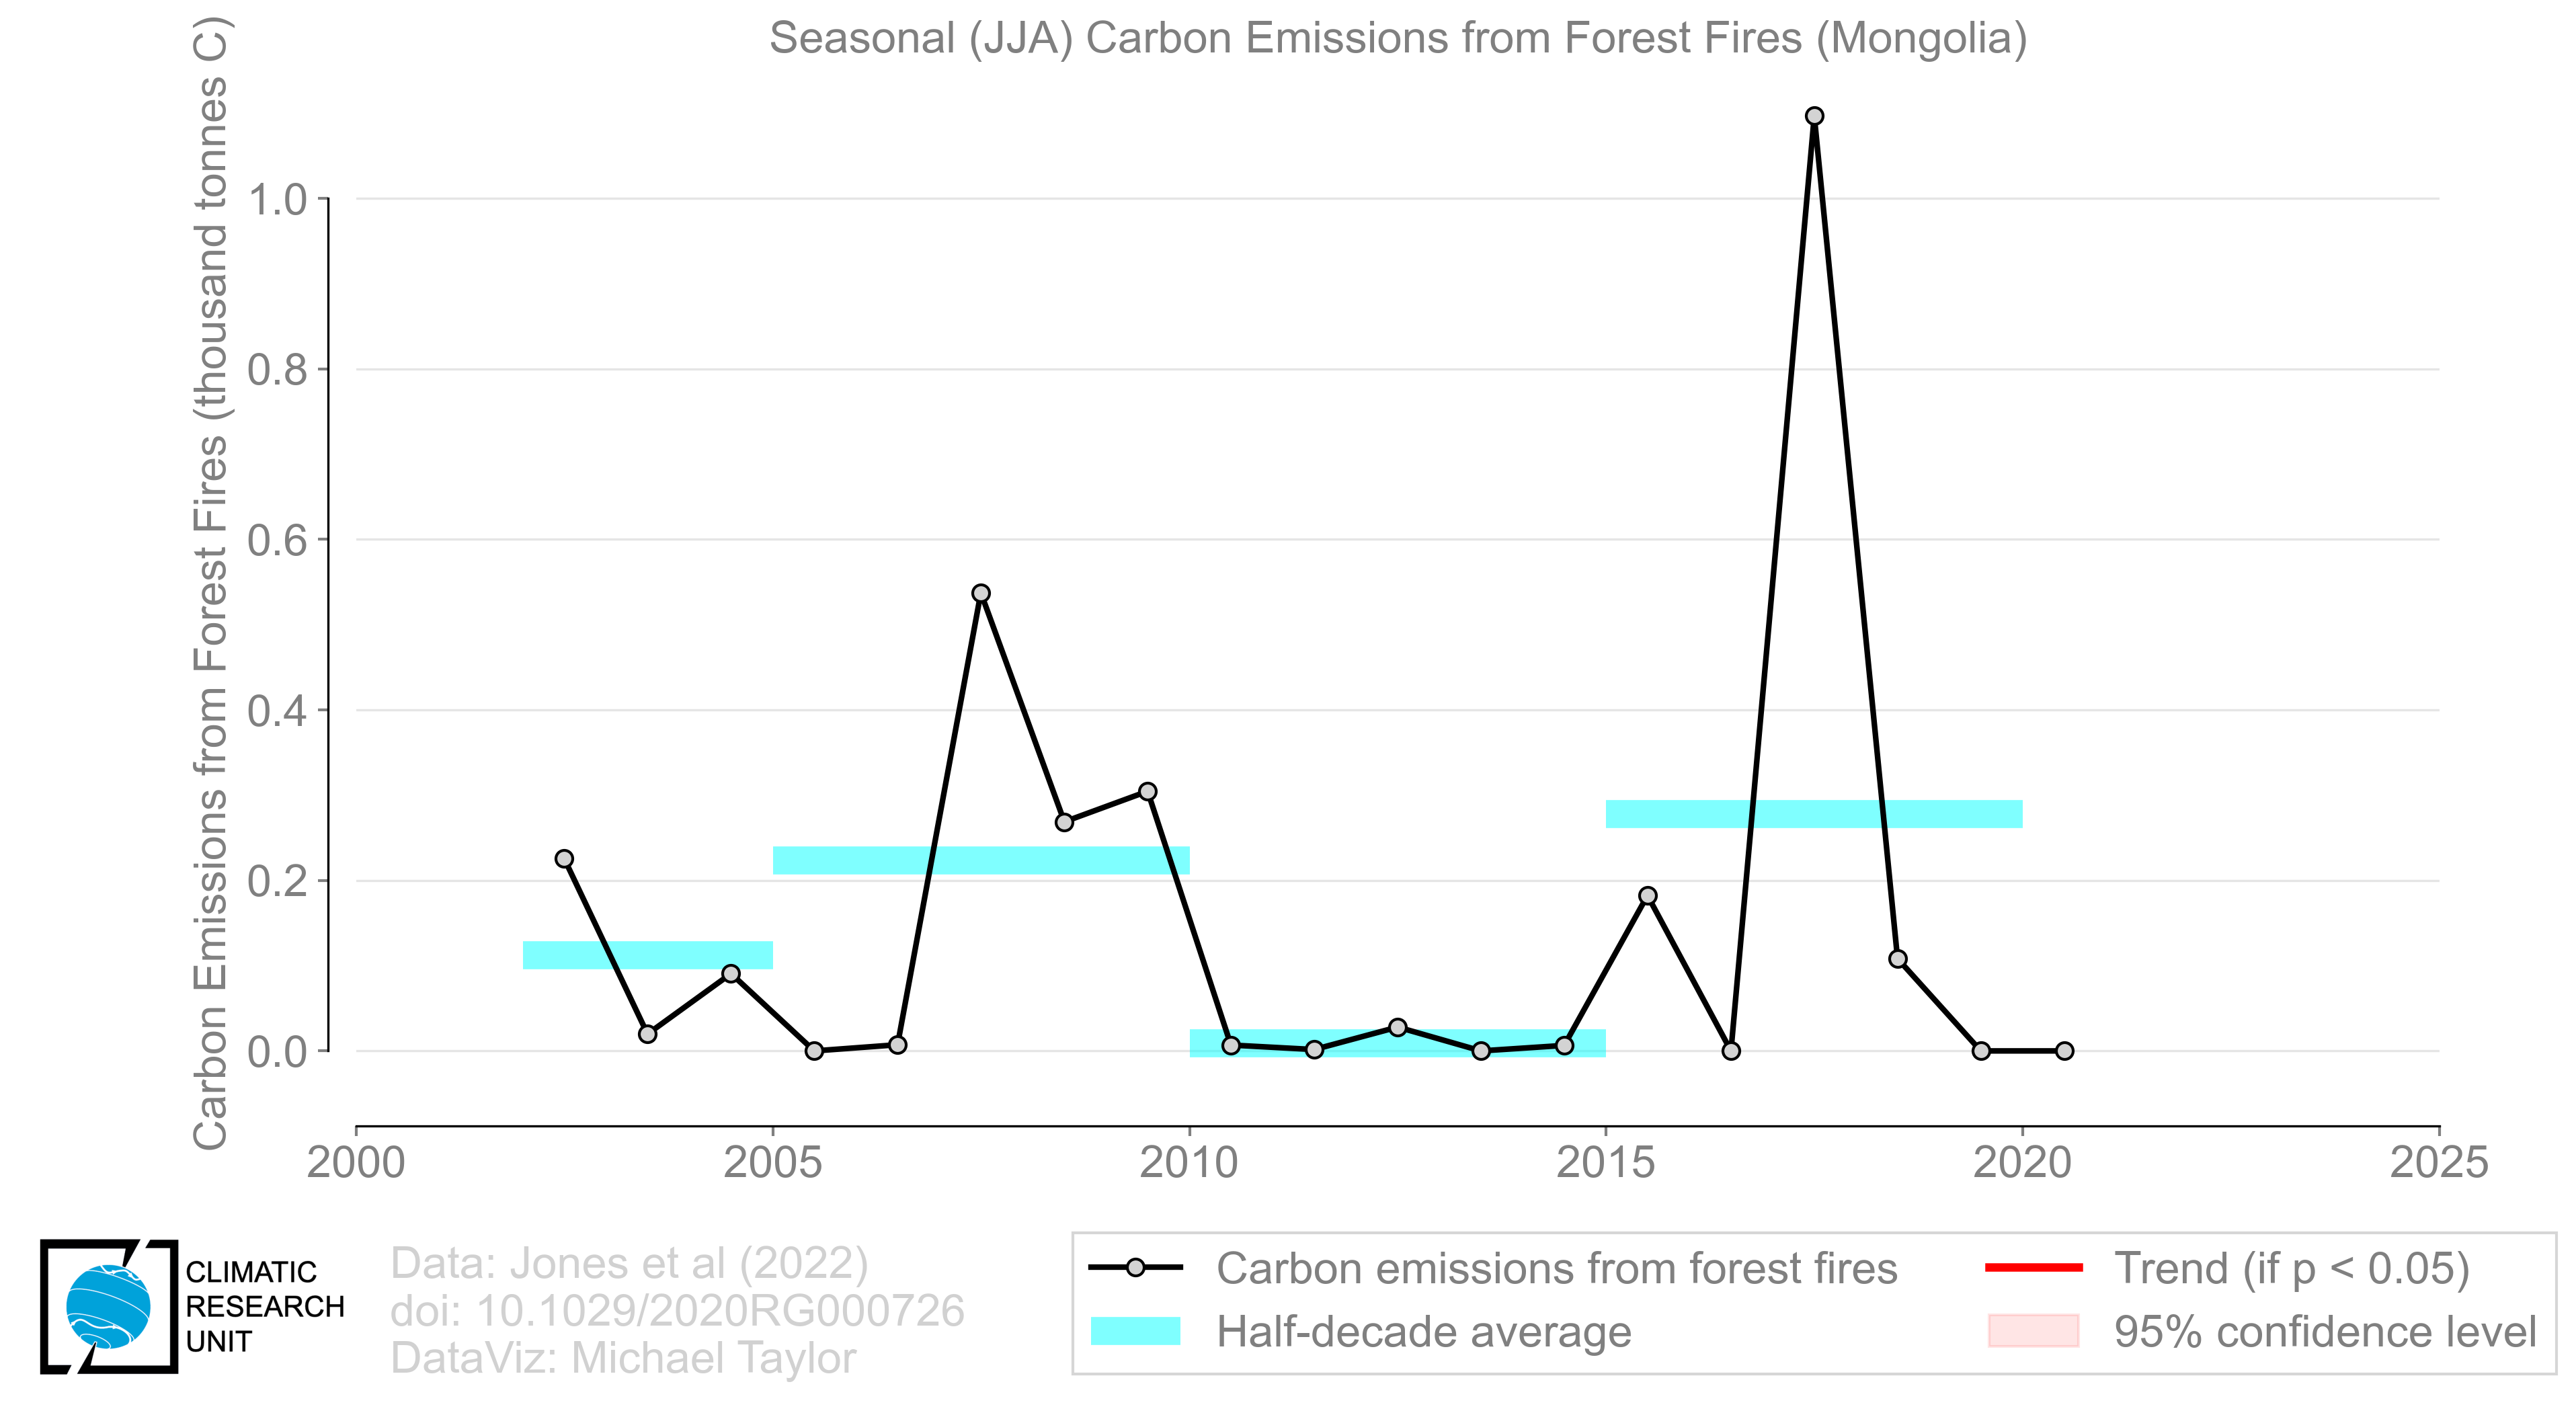 Seasonal (JJA) Carbon Emissions from Forest Fires (Mongolia)
Carbon Emissions from Forest Fires (thousand tonnes C)
1.0
0.8
0.6
0.4
0.2
0.0
2000
2005
2010
2015
2020
2025
CLIMATIC
RESEARCH
UNIT
Data: Jones et al (2022)
doi: 10.1029/2020RG000726
DataViz: Michael Taylor
Carbon emissions from forest fires
Half-decade average
Trend (if p < 0.05)
95% confidence level